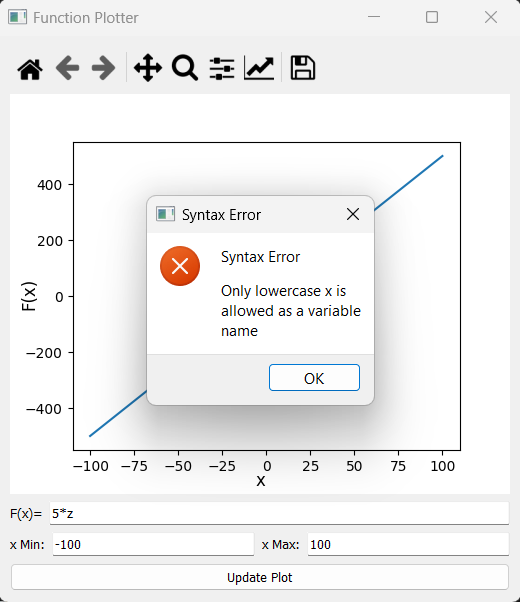 Function Plotter
400
200
0
−200
−400
F(x)
−100 −75 −50 −25 0 25 50 75 100
x
Syntax Error
Syntax Error
Only lowercase x is
allowed as a variable
name
OK
F(x)= 5*z
x Min: -100 x Max: 100
Update Plot